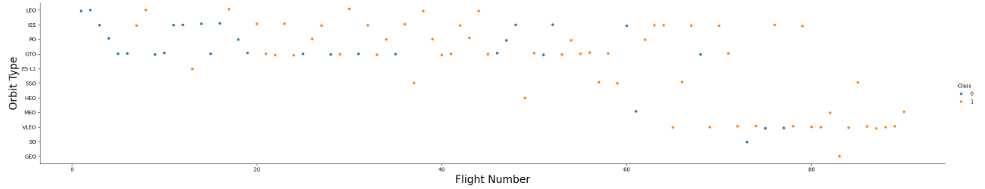 LEO
ISS
PO
GTO
ES-L1
SSO
HEO
MEO
VLEO
SO
GEO
Orbit Type
0
20
40
60
80
Flight Number
Class
0
1